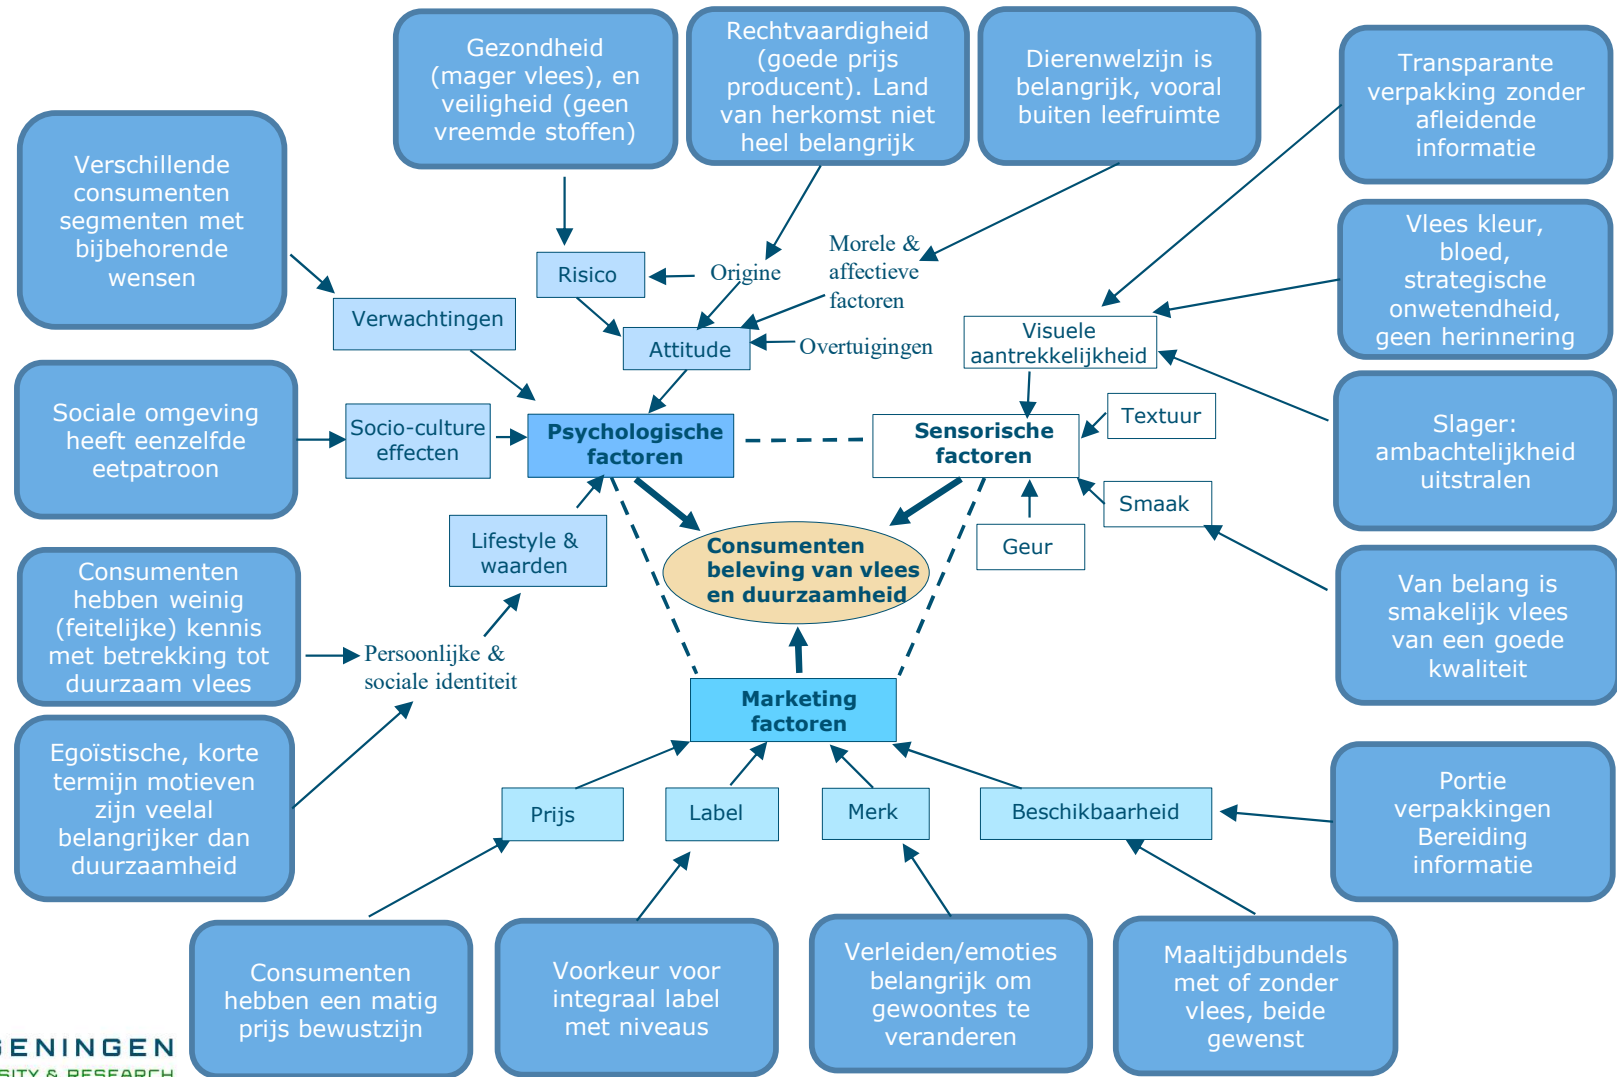 Gezondheid
(mager vlees), en
veiligheid (geen
vreemde stoffen)
Rechtvaardigheid
(goede prijs
producent). Land
van herkomst niet
heel belangrijk
Dierenwelzijn is
belangrijk, vooral
buiten leefruimte
Transparante
verpakking zonder
afleidende
informatie
Verschillende
consumenten
segmenten met
bijbehorende
wensen
Vlees kleur,
bloed,
strategische
onwetendheid,
geen herinnering
Risico
Origine
Morele &
affectieve
factoren
Verwachtingen
Attitude
Overtuigingen
Visuele
aantrekkelijkheid
Sociale omgeving
heeft eenzelfde
eetpatroon
Socio-culture
effecten
Psychologische
factoren
Sensorische
factoren
Textuur
Slager:
ambachtelijkheid
uitstralen
Smaak
Geur
Lifestyle &
waarden
Consumenten
beleving van vlees
en duurzaamheid
Consumenten
hebben weinig
(feitelijke) kennis
met betrekking tot
duurzaam vlees
Persoonlijke &
sociale identiteit
Van belang is
smakelijk vlees
van een goede
kwaliteit
Marketing
factoren
Egoïstische, korte
termijn motieven
zijn veelal
belangrijker dan
duurzaamheid
Prijs
Label
Merk
Beschikbaarheid
Portie
verpakkingen
Bereiding
informatie
Consumenten
hebben een matig
prijs bewustzijn
Voorkeur voor
integraal label
met niveaus
Verleiden/emoties
belangrijk om
gewoontes te
veranderen
Maaltijdbundels
met of zonder
vlees, beide
gewenst
GENINGEN
SITY & RESEARCH